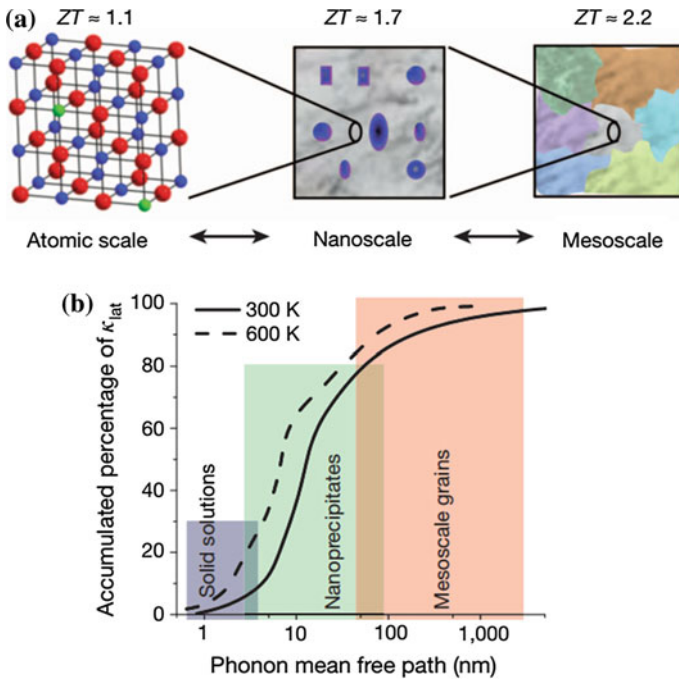 (a) ZT ≈ 1.1 ZT ≈ 1.7 ZT ≈ 2.2
Atomic scale Nanoscale Mesoscale
(b)
300 K
600 K
Accumulated percentage of κlat
100
80
60
40
20
0
Solid solutions
Nanoprecipitates
Mesoscale grains
1 10 100 1,000
Phonon mean free path (nm)